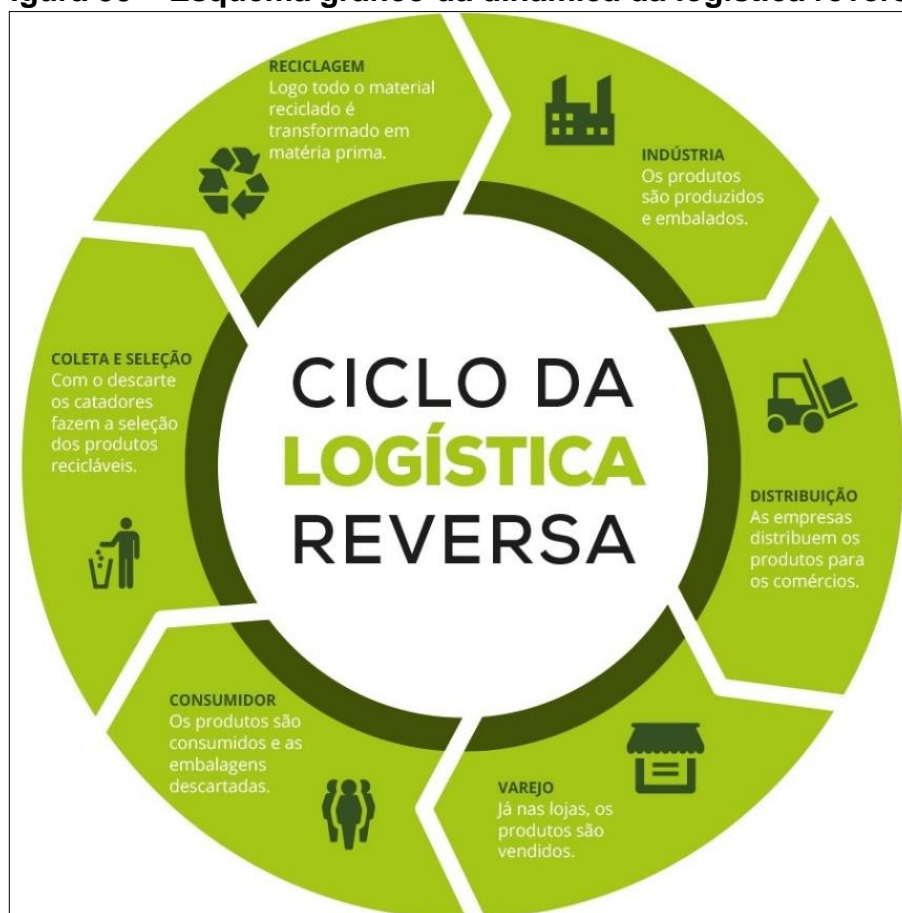 Esquema gráfico da dinâmica da logística
RECICLAGEM
Logo todo o material
reciclado é
transformado em
matéria prima.
INDÚSTRIA
Os produtos
são produzidos
e embalados.
COLETA E SELEÇÃO
Com o descarte
os catadores
fazem a seleção
dos produtos
recicláveis.
CICLO DA
LOGÍSTICA
REVERSA
DISTRIBUIÇÃO
As empresas
distribuem os
produtos para
os comércios.
CONSUMIDOR
Os produtos são
consumidos e as
embalagens
descartadas.
VAREJO
Já nas lojas, os
produtos são
vendidos.